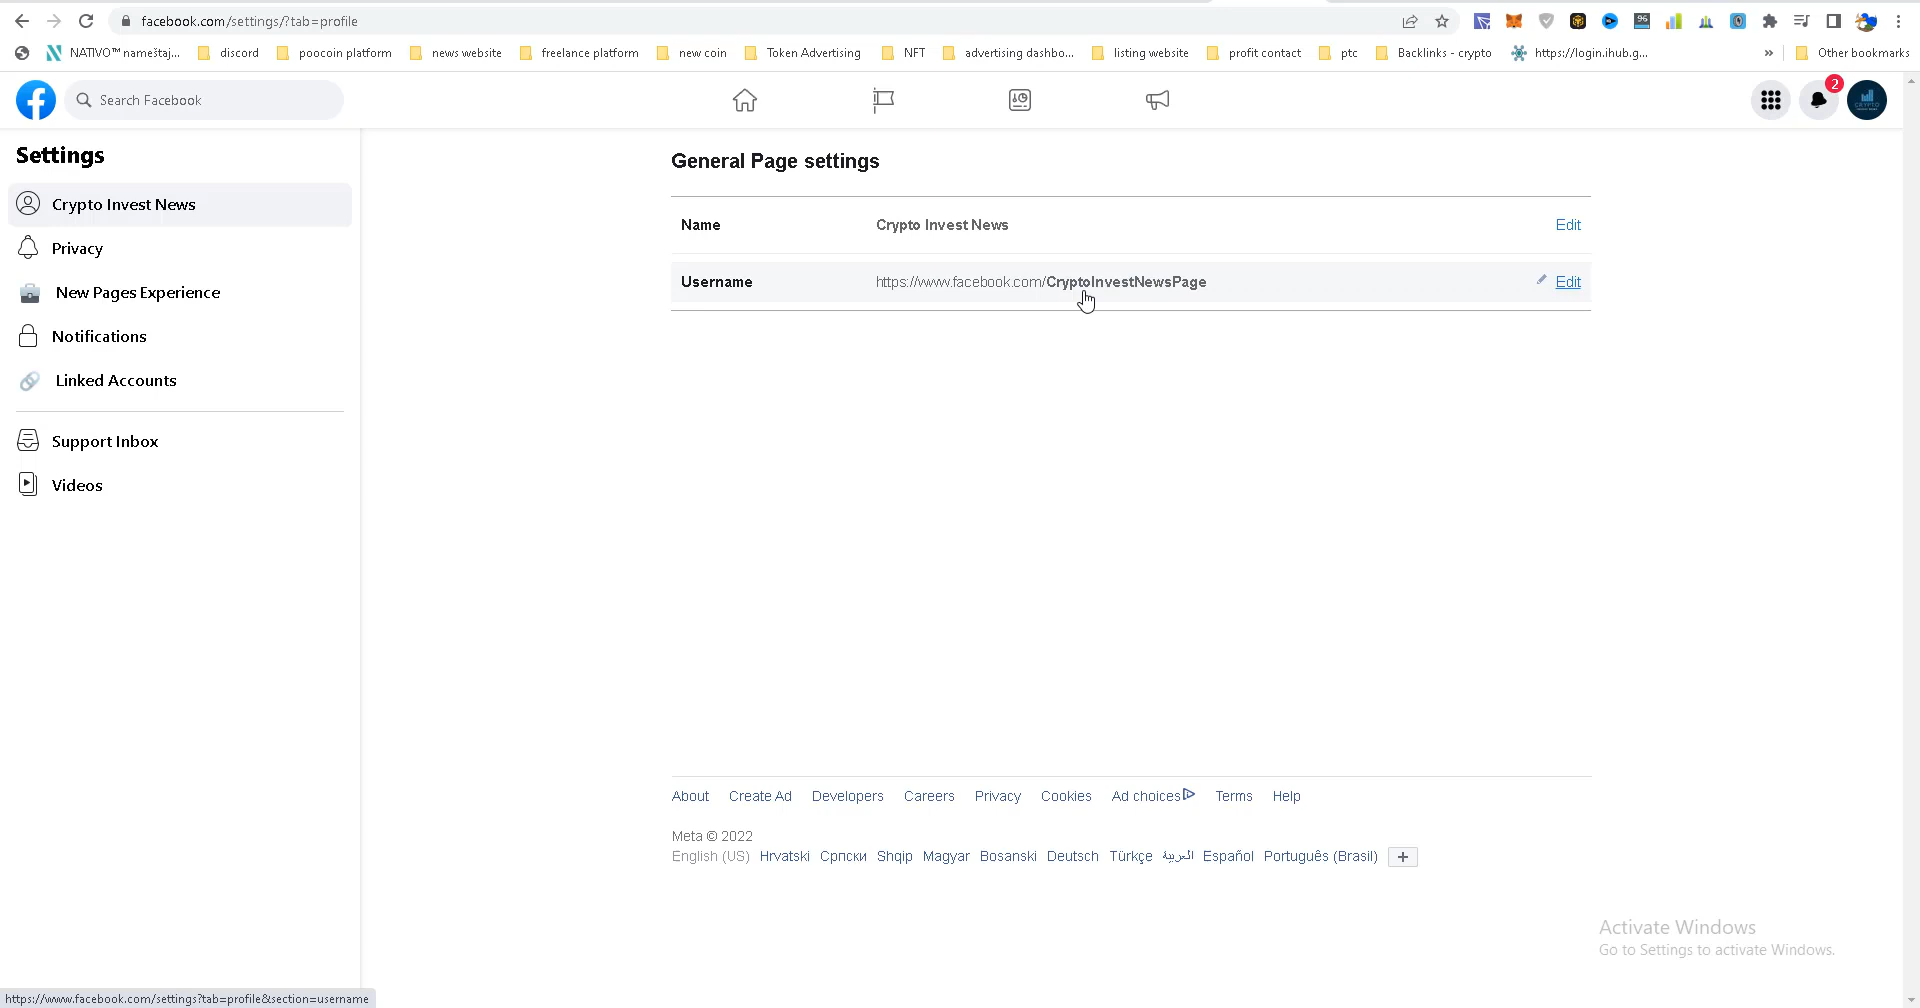 facebook.com/settings/?tab=profile
NATIVO™ nameštaj... discord poocoin platform news website freelance platform new coin Token Advertising NFT advertising dashbo... listing website profit contact ptc Backlinks - crypto https://login.ihub.g... » Other bookmarks
Search Facebook
2
Settings
Crypto Invest News
Privacy
New Pages Experience
Notifications
Linked Accounts
Support Inbox
Videos
General Page settings
Name Crypto Invest News Edit
Username https://www.facebook.com/CryptoInvestNewsPage Edit
About Create Ad Developers Careers Privacy Cookies Ad choices Terms Help
Meta © 2022
English (US) Hrvatski Српски Shqip Magyar Bosanski Deutsch Türkçe العربية Español Português (Brasil) +
Activate Windows
Go to Settings to activate Windows.
https://www.facebook.com/settings?tab=profile&section=username